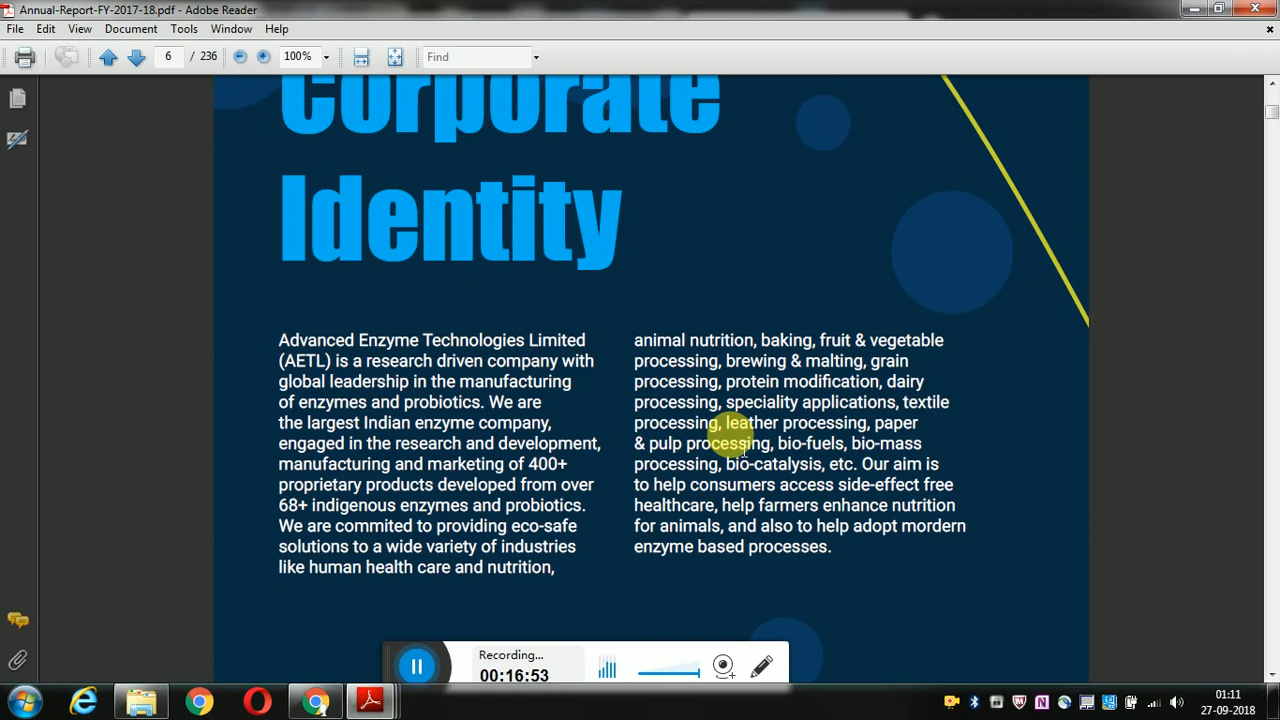 Annual-Report-FY-2017-18.pdf - Adobe Reader
File Edit View Document Tools Window Help
6 / 236 100% Find
Corporate
Identity
Advanced Enzyme Technologies Limited
(AETL) is a research driven company with
global leadership in the manufacturing
of enzymes and probiotics. We are
the largest Indian enzyme company,
engaged in the research and development,
manufacturing and marketing of 400+
proprietary products developed from over
68+ indigenous enzymes and probiotics.
We are commited to providing eco-safe
solutions to a wide variety of industries
like human health care and nutrition,
animal nutrition, baking, fruit & vegetable
processing, brewing & malting, grain
processing, protein modification, dairy
processing, speciality applications, textile
processing, leather processing, paper
& pulp processing, bio-fuels, bio-mass
processing, bio-catalysis, etc. Our aim is
to help consumers access side-effect free
healthcare, help farmers enhance nutrition
for animals, and also to help adopt mordern
enzyme based processes.
Recording...
00:16:53
01:11
27-09-2018